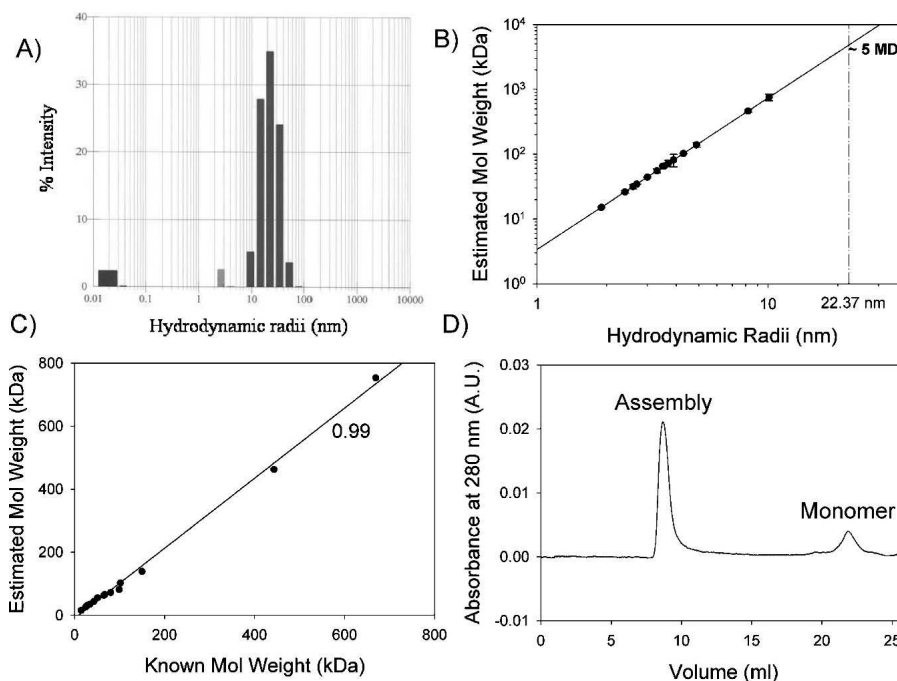 A)
40
30
20
10
0
% Intensity
0.01 0.1 1 10 100 1000 10000
Hydrodynamic radii (nm)
B)
10⁴
10³
10²
10¹
10⁰
Estimated Mol Weight (kDa)
~ 5 MD
1 10 22.37 nm
Hydrodynamic Radii (nm)
C)
800
600
400
200
0
Estimated Mol Weight (kDa)
0.99
0 200 400 600 800
Known Mol Weight (kDa)
D)
0.03
0.02
0.01
0.00
-0.01
Absorbance at 280 nm (A.U.)
Assembly
Monomer
0 5 10 15 20 25
Volume (ml)